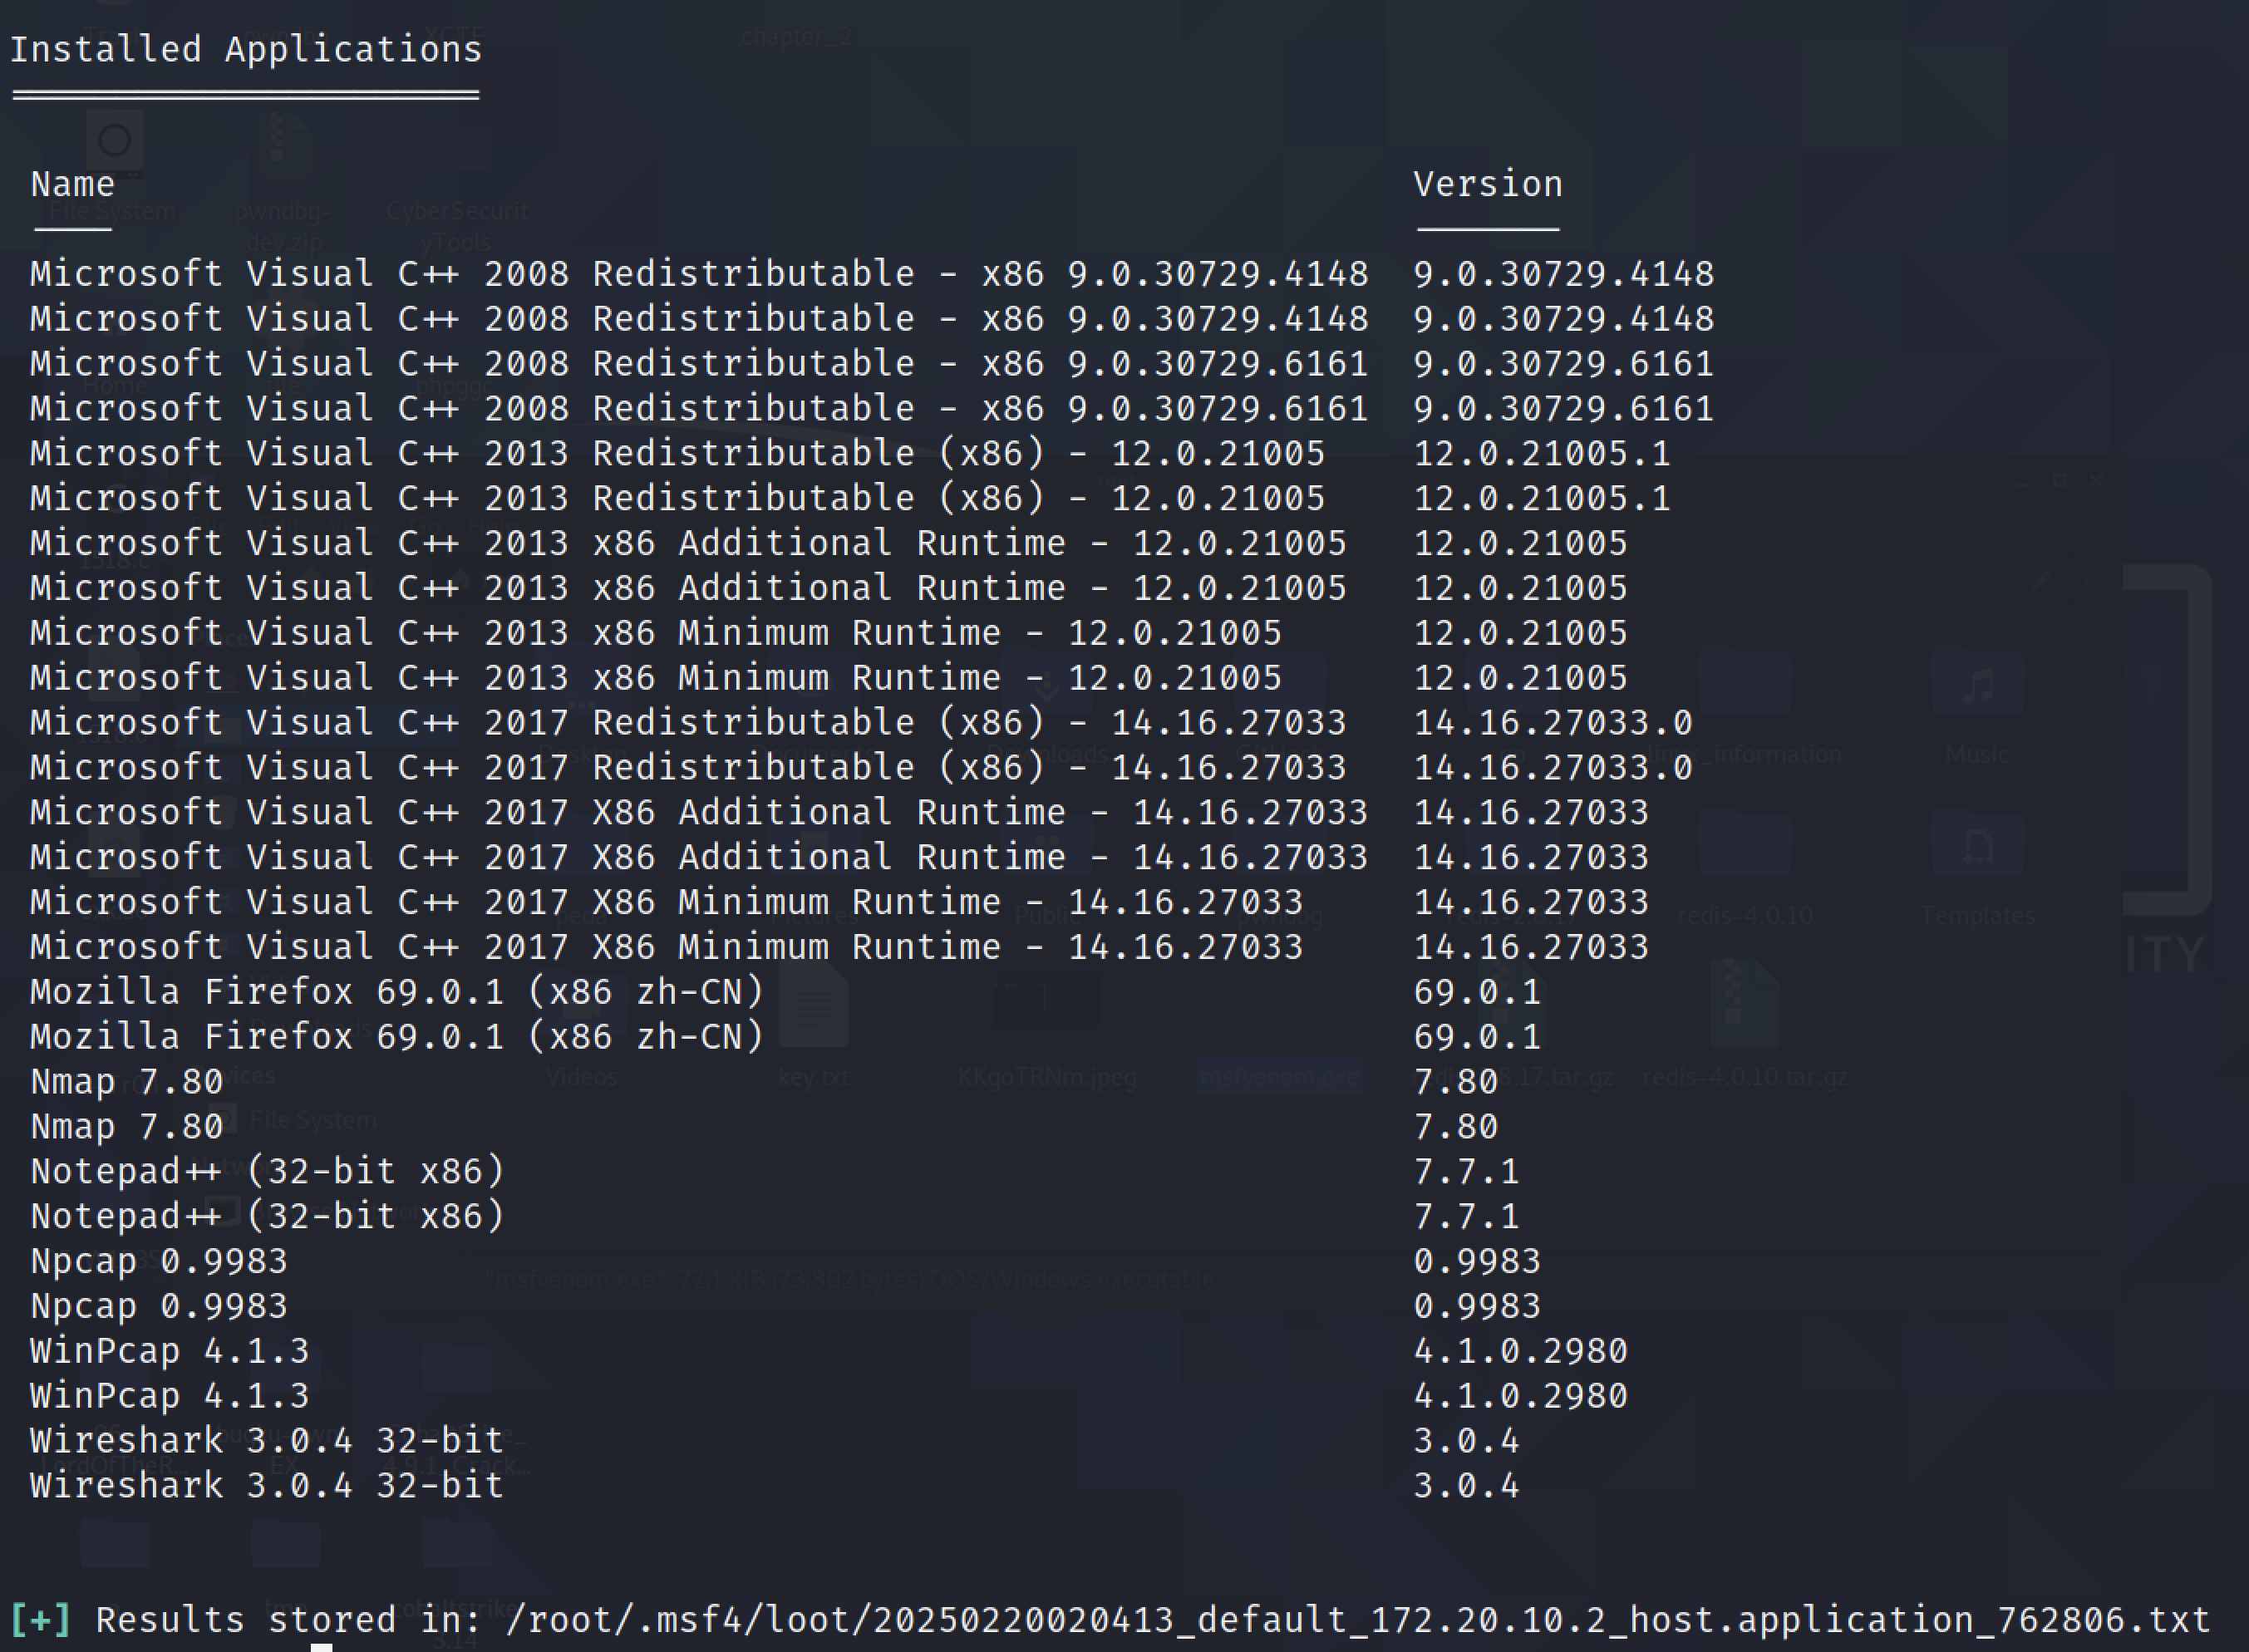 Installed Applications
Name Version
Microsoft Visual C++ 2008 Redistributable - x86 9.0.30729.4148 9.0.30729.4148
Microsoft Visual C++ 2008 Redistributable - x86 9.0.30729.4148 9.0.30729.4148
Microsoft Visual C++ 2008 Redistributable - x86 9.0.30729.6161 9.0.30729.6161
Microsoft Visual C++ 2008 Redistributable - x86 9.0.30729.6161 9.0.30729.6161
Microsoft Visual C++ 2013 Redistributable (x86) - 12.0.21005 12.0.21005.1
Microsoft Visual C++ 2013 Redistributable (x86) - 12.0.21005 12.0.21005.1
Microsoft Visual C++ 2013 x86 Additional Runtime - 12.0.21005 12.0.21005
Microsoft Visual C++ 2013 x86 Additional Runtime - 12.0.21005 12.0.21005
Microsoft Visual C++ 2013 x86 Minimum Runtime - 12.0.21005 12.0.21005
Microsoft Visual C++ 2013 x86 Minimum Runtime - 12.0.21005 12.0.21005
Microsoft Visual C++ 2017 Redistributable (x86) - 14.16.27033 14.16.27033.0
Microsoft Visual C++ 2017 Redistributable (x86) - 14.16.27033 14.16.27033.0
Microsoft Visual C++ 2017 X86 Additional Runtime - 14.16.27033 14.16.27033
Microsoft Visual C++ 2017 X86 Additional Runtime - 14.16.27033 14.16.27033
Microsoft Visual C++ 2017 X86 Minimum Runtime - 14.16.27033 14.16.27033
Microsoft Visual C++ 2017 X86 Minimum Runtime - 14.16.27033 14.16.27033
Mozilla Firefox 69.0.1 (x86 zh-CN) 69.0.1
Mozilla Firefox 69.0.1 (x86 zh-CN) 69.0.1
Nmap 7.80 7.80
Nmap 7.80 7.80
Notepad++ (32-bit x86) 7.7.1
Notepad++ (32-bit x86) 7.7.1
Npcap 0.9983 0.9983
Npcap 0.9983 0.9983
WinPcap 4.1.3 4.1.0.2980
WinPcap 4.1.3 4.1.0.2980
Wireshark 3.0.4 32-bit 3.0.4
Wireshark 3.0.4 32-bit 3.0.4
[+] Results stored in: /root/.msf4/loot/20250220020413_default_172.20.10.2_host.application_762806.txt